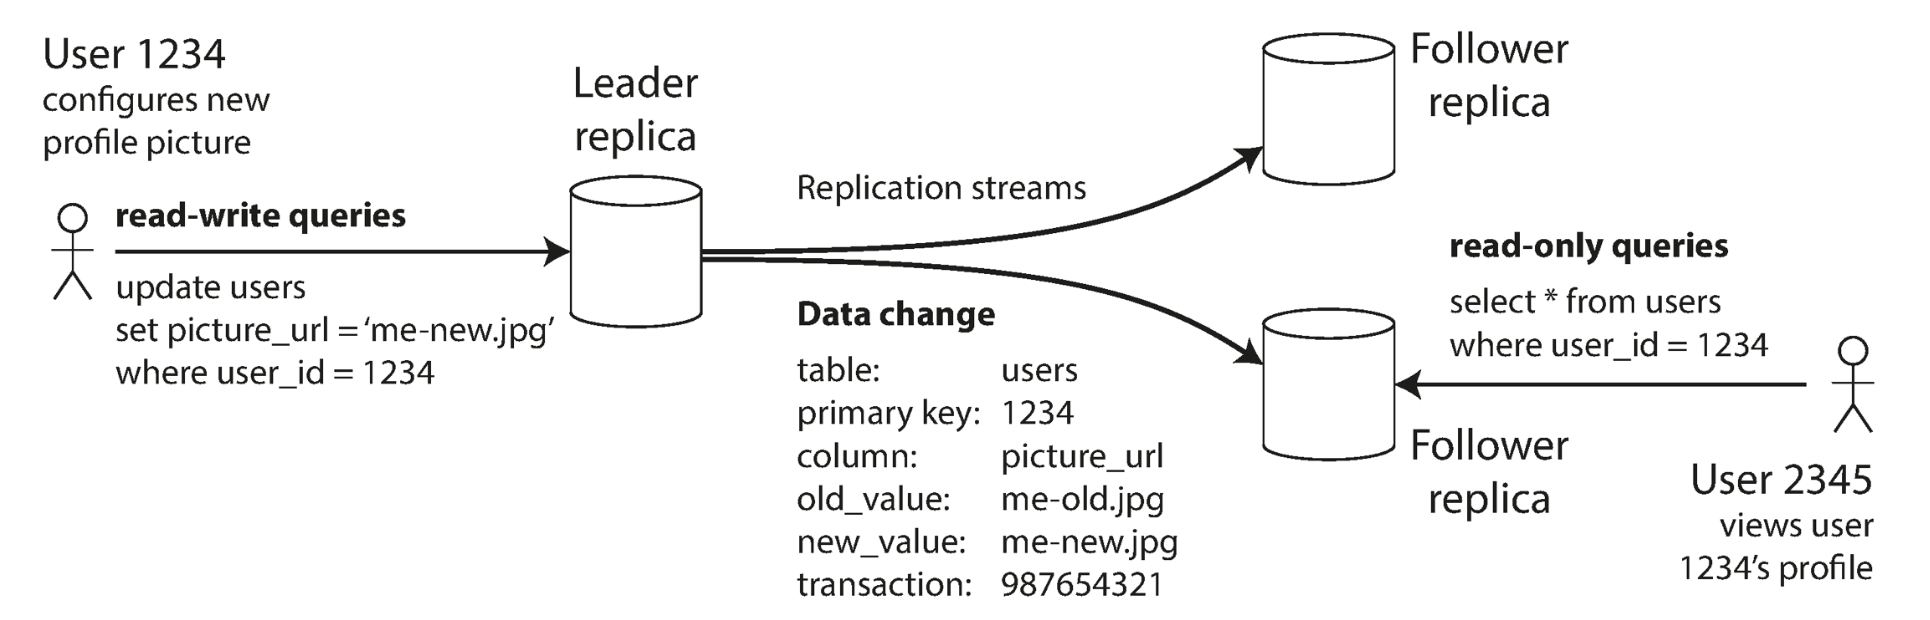 User 1234
configures new
profile picture
read-write queries
update users
set picture_url = ‘me-new.jpg’
where user_id = 1234
Leader
replica
Replication streams
Data change
table: users
primary key: 1234
column: picture_url
old_value: me-old.jpg
new_value: me-new.jpg
transaction: 987654321
Follower
replica
read-only queries
select * from users
where user_id = 1234
Follower
replica
User 2345
views user
1234’s profile